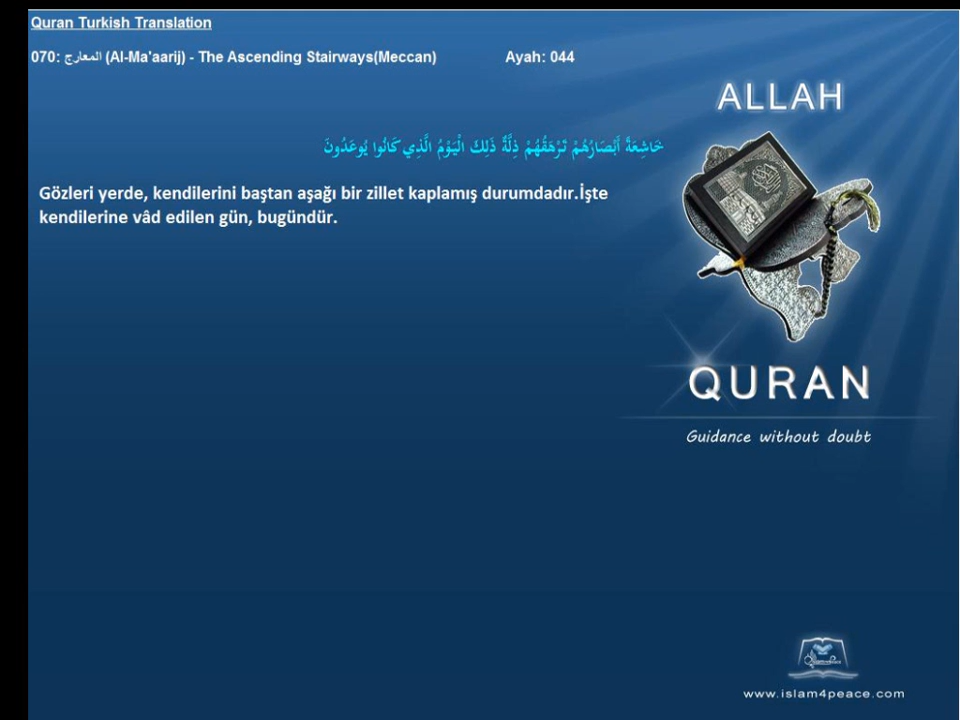 Quran Turkish Translation
070: المعارج (Al-Ma'aarij) - The Ascending Stairways(Meccan) Ayah: 044
ALLAH
خَاشِعَةً أَبْصَارُهُمْ تَرْهَقُهُمْ ذِلَّةٌ ذَلِكَ الْيَوْمُ الَّذِي كَانُوا يُوعَدُونَ
Gözleri yerde, kendilerini baştan aşağı bir zillet kaplamış durumdadır.İşte
kendilerine vâd edilen gün, bugündür.
QURAN
Guidance without doubt
www.islam4peace.com